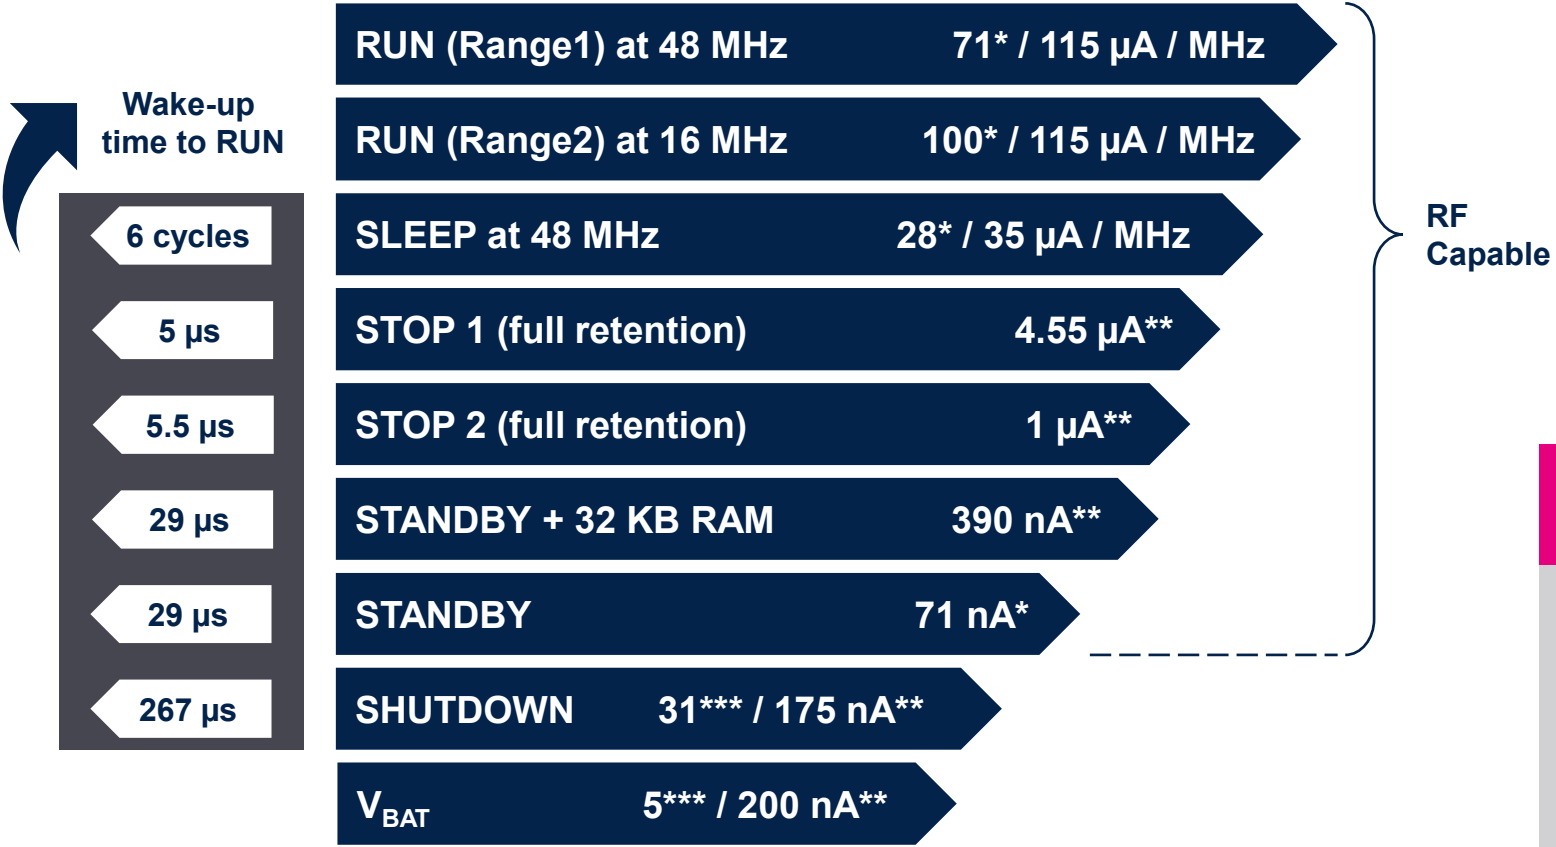 RUN (Range1) at 48 MHz 71* / 115 µA / MHz
Wake-up
time to RUN
RUN (Range2) at 16 MHz 100* / 115 µA / MHz
6 cycles SLEEP at 48 MHz 28* / 35 µA / MHz
RF
Capable
5 µs STOP 1 (full retention) 4.55 µA**
5.5 µs STOP 2 (full retention) 1 µA**
29 µs STANDBY + 32 KB RAM 390 nA**
29 µs STANDBY 71 nA*
267 µs SHUTDOWN 31*** / 175 nA**
VBAT 5*** / 200 nA**